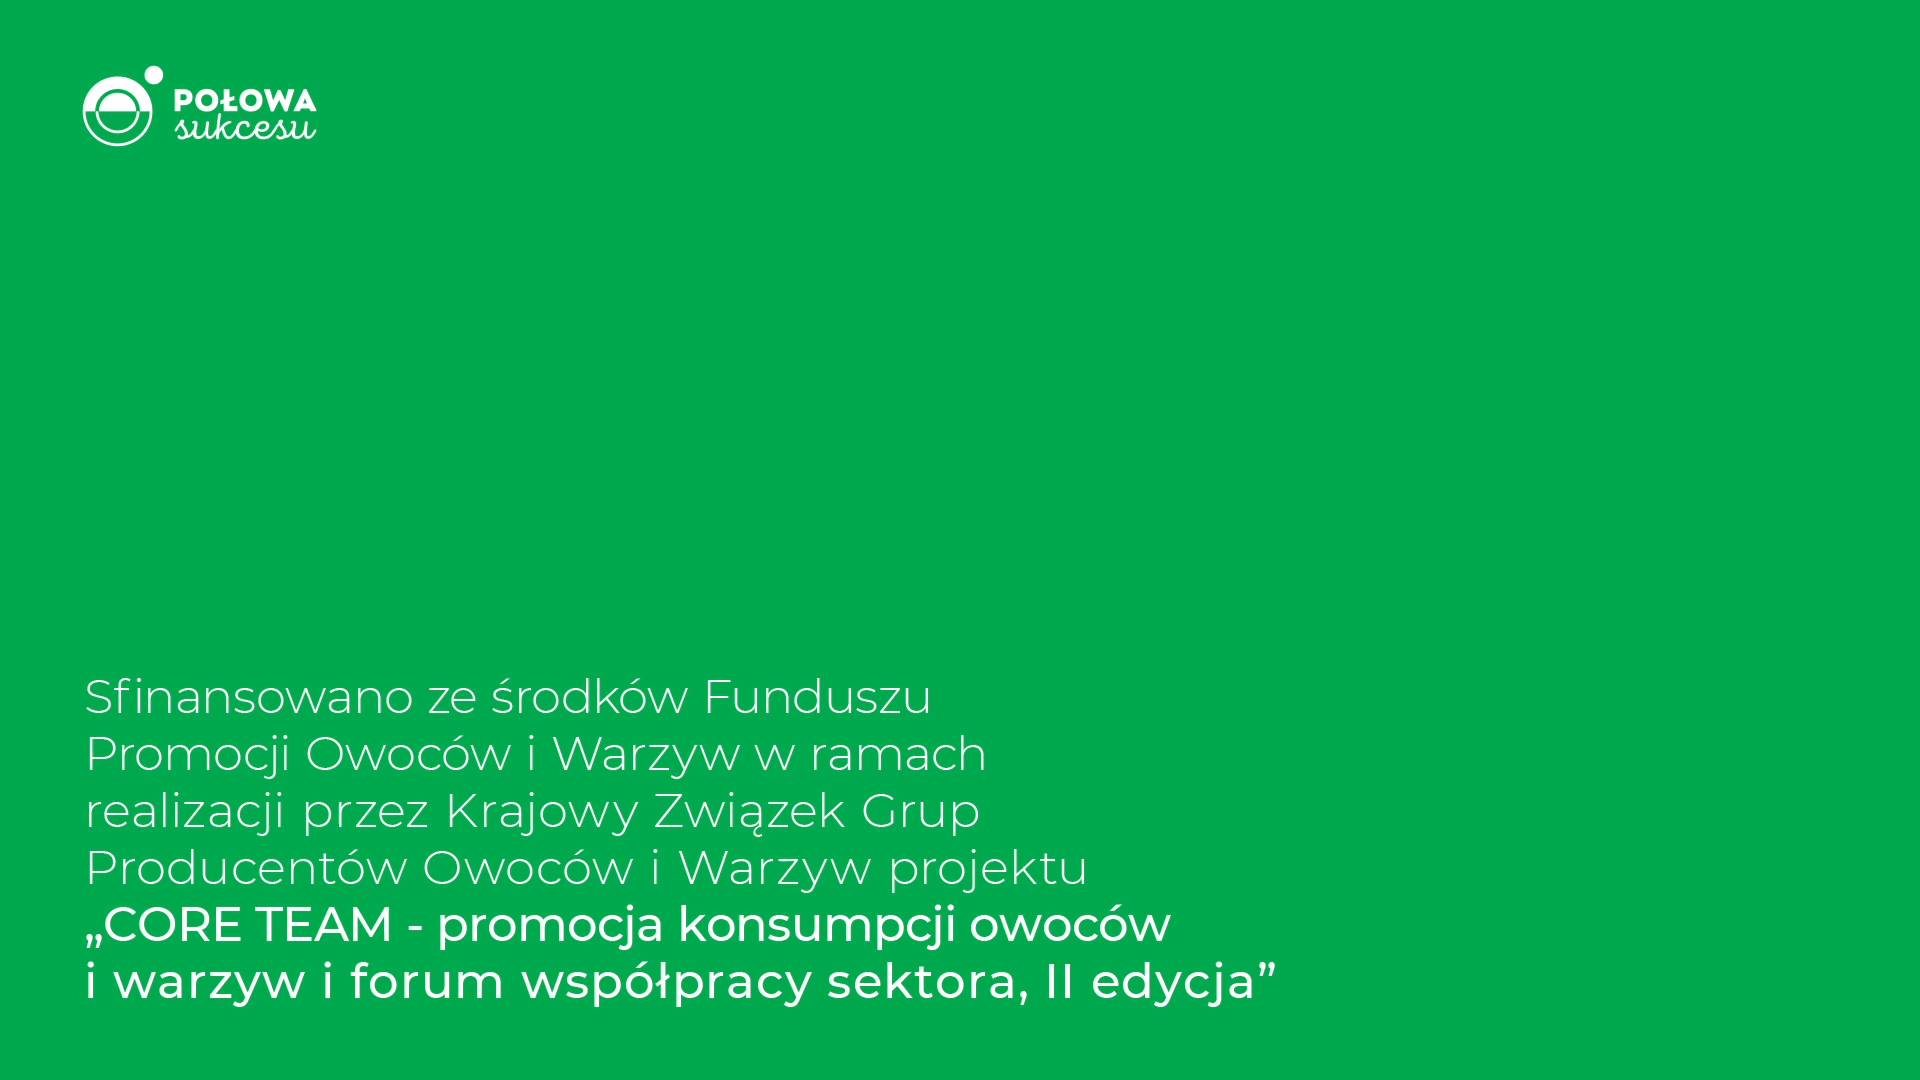 POŁOWA
sukcesu
Sfinansowano ze środków Funduszu
Promocji Owoców i Warzyw w ramach
realizacji przez Krajowy Związek Grup
Producentów Owoców i Warzyw projektu
„CORE TEAM - promocja konsumpcji owoców
i warzyw i forum współpracy sektora, II edycja”